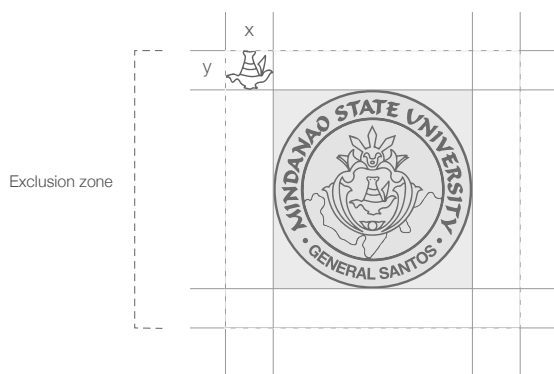 x
y
Exclusion zone
MINDANAO STATE UNIVERSITY
• GENERAL SANTOS •